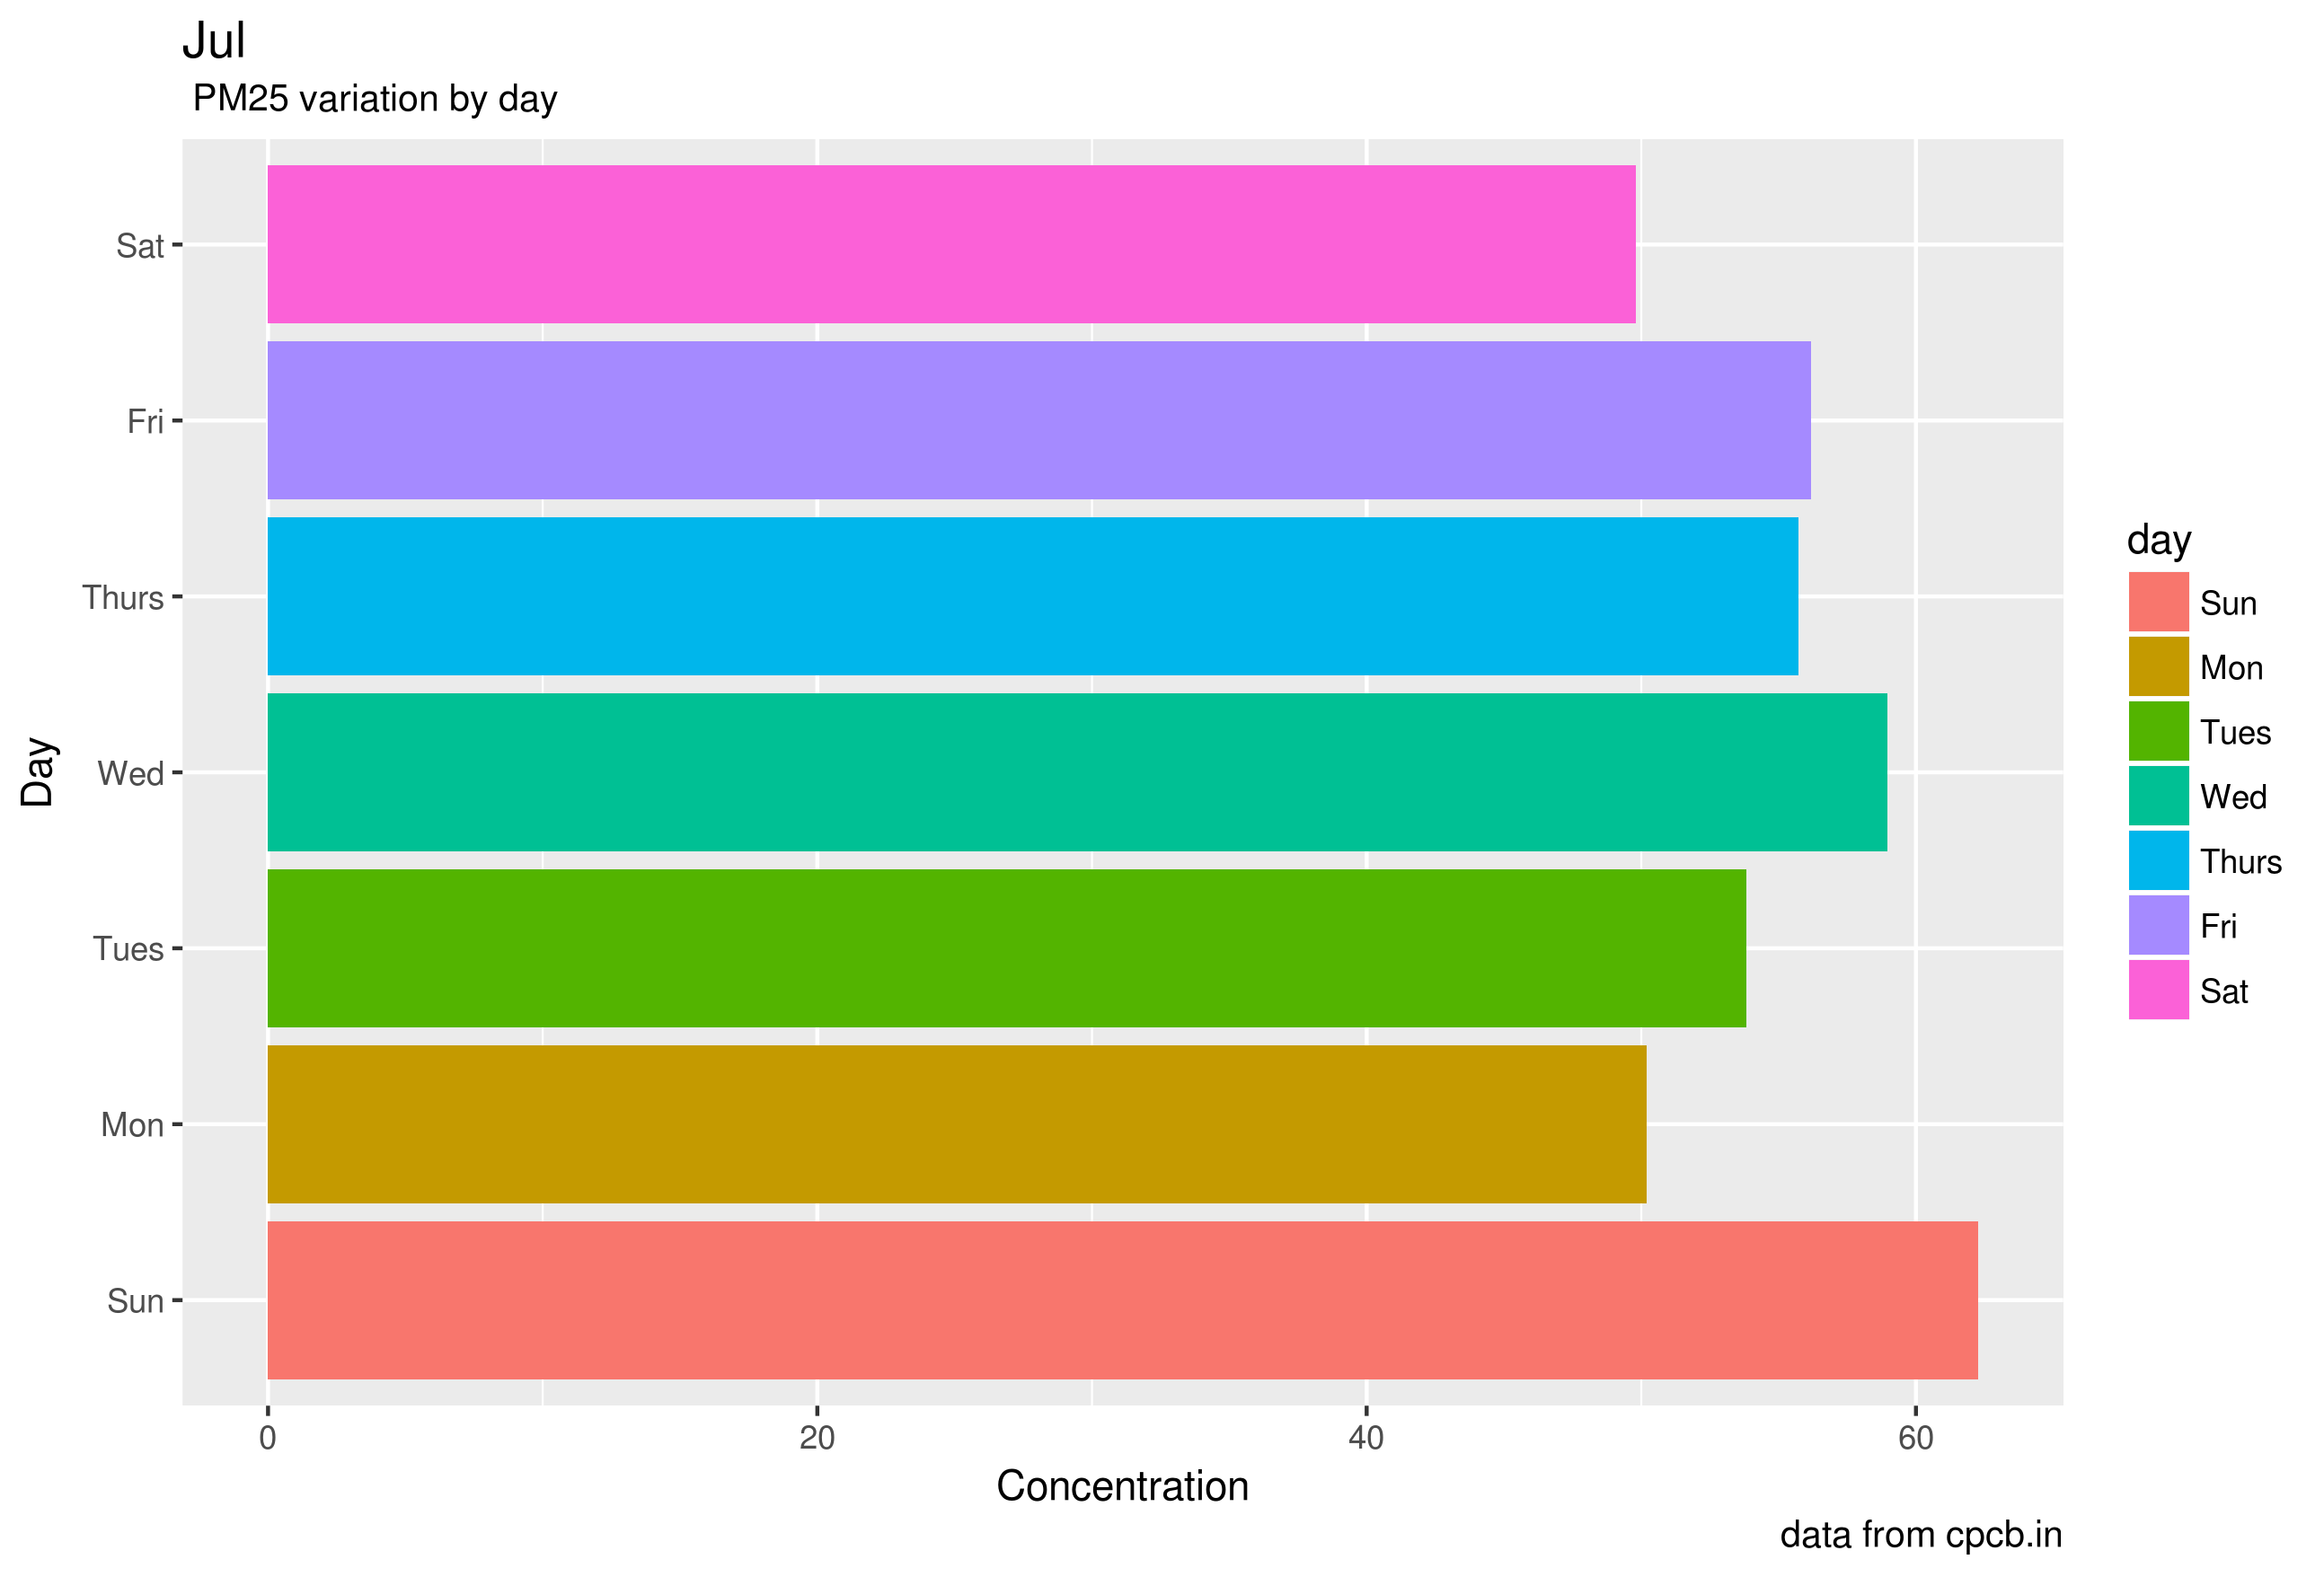 Jul
PM25 variation by day
Sat
Fri
Thurs
Wed
Tues
Mon
Sun
Day
0 20 40 60
Concentration
day
Sun
Mon
Tues
Wed
Thurs
Fri
Sat
data from cpcb.in